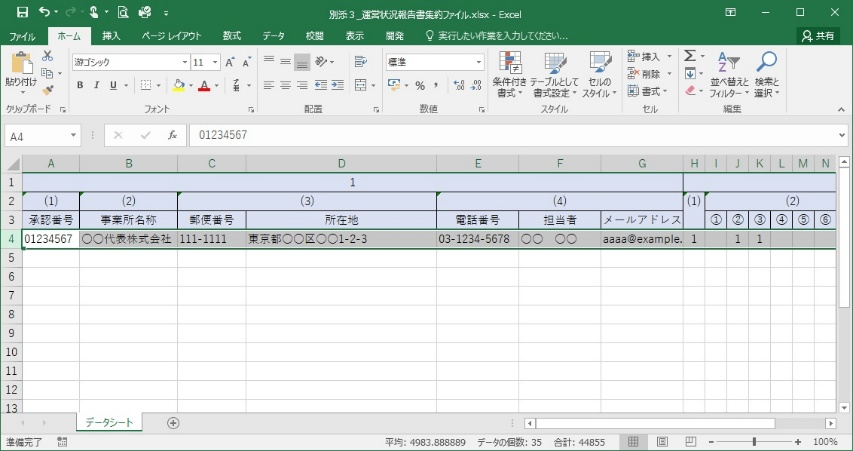 別添３_運営状況報告書集約ファイル.xlsx - Excel
ファイル ホーム 挿入 ページ レイアウト 数式 データ 校閲 表示 開発 実行したい作業を入力してください... 共有
貼り付け
游ゴシック 11 A A
B I U A
標準
% , .0 .00 .00 .0
条件付き書式 テーブルとして書式設定 セルのスタイル
挿入
削除
書式
並べ替えとフィルター 検索と選択
クリップボード フォント 配置 数値 スタイル セル 編集
A4 fx 01234567
A B C D E F G H I J K L M N
1 1
2 (1) (2) (3) (4) (1) (2)
3 承認番号 事業所名称 郵便番号 所在地 電話番号 担当者 メールアドレス ① ② ③ ④ ⑤ ⑥
4 01234567 〇〇代表株式会社 111-1111 東京都〇〇区〇〇1-2-3 03-1234-5678 〇〇　〇〇 aaaa@example. 1 1 1
5
6
7
8
9
10
11
12
13
データシート
準備完了 平均: 4983.888889 データの個数: 35 合計: 44855 100%